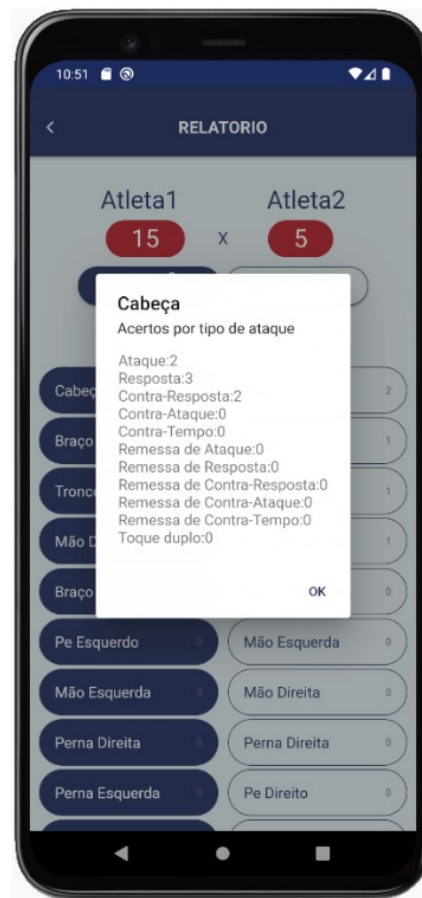 10:51
RELATORIO
Atleta1 Atleta2
15 x 5
Cabeça
Acertos por tipo de ataque
Ataque:2
Resposta:3
Contra-Resposta:2
Contra-Ataque:0
Contra-Tempo:0
Remessa de Ataque:0
Remessa de Resposta:0
Remessa de Contra-Resposta:0
Remessa de Contra-Ataque:0
Remessa de Contra-Tempo:0
Toque duplo:0
OK
2
Braço 1
Tronco 1
Mão 1
Braço 0
Pe Esquerdo 0 Mão Esquerda 0
Mão Esquerda 0 Mão Direita 0
Perna Direita 0 Perna Direita 0
Perna Esquerda 0 Pe Direito 0